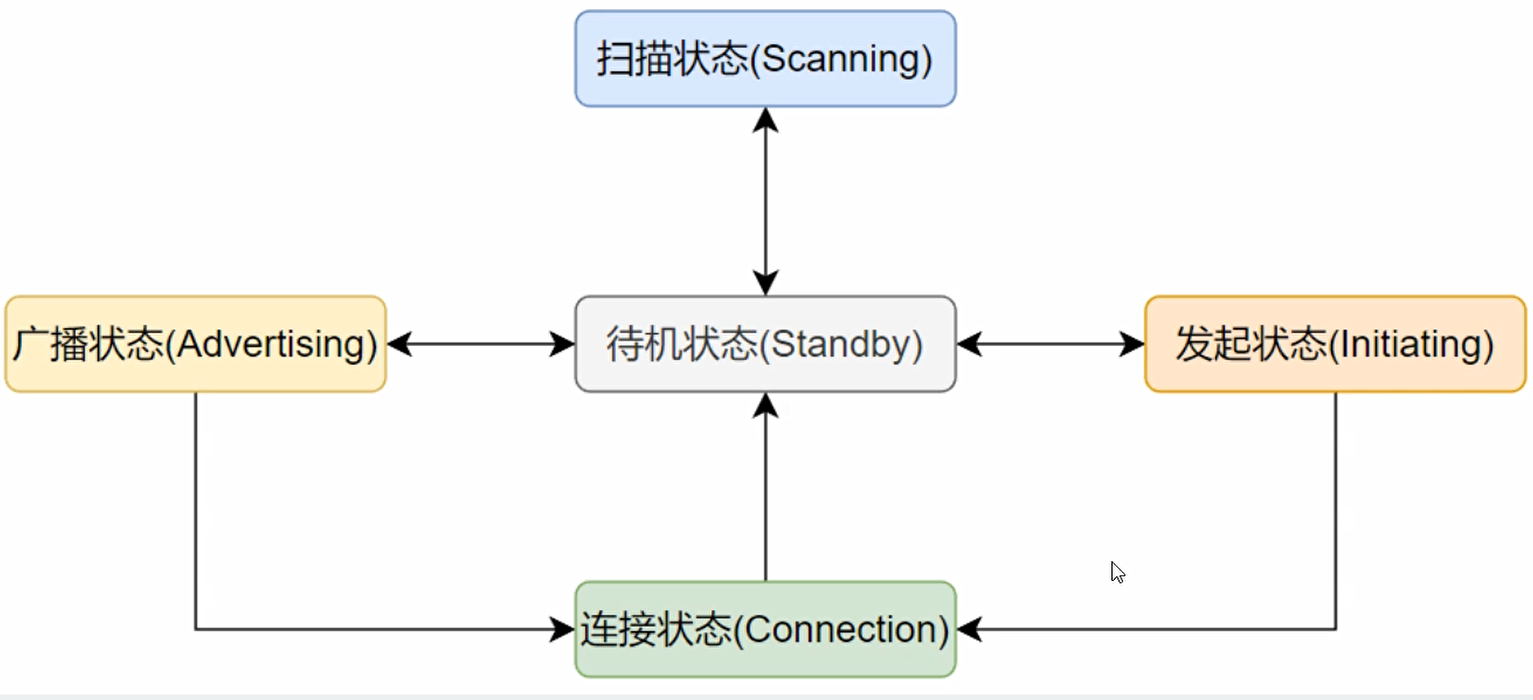 扫描状态(Scanning)
广播状态(Advertising)
待机状态(Standby)
发起状态(Initiating)
连接状态(Connection)